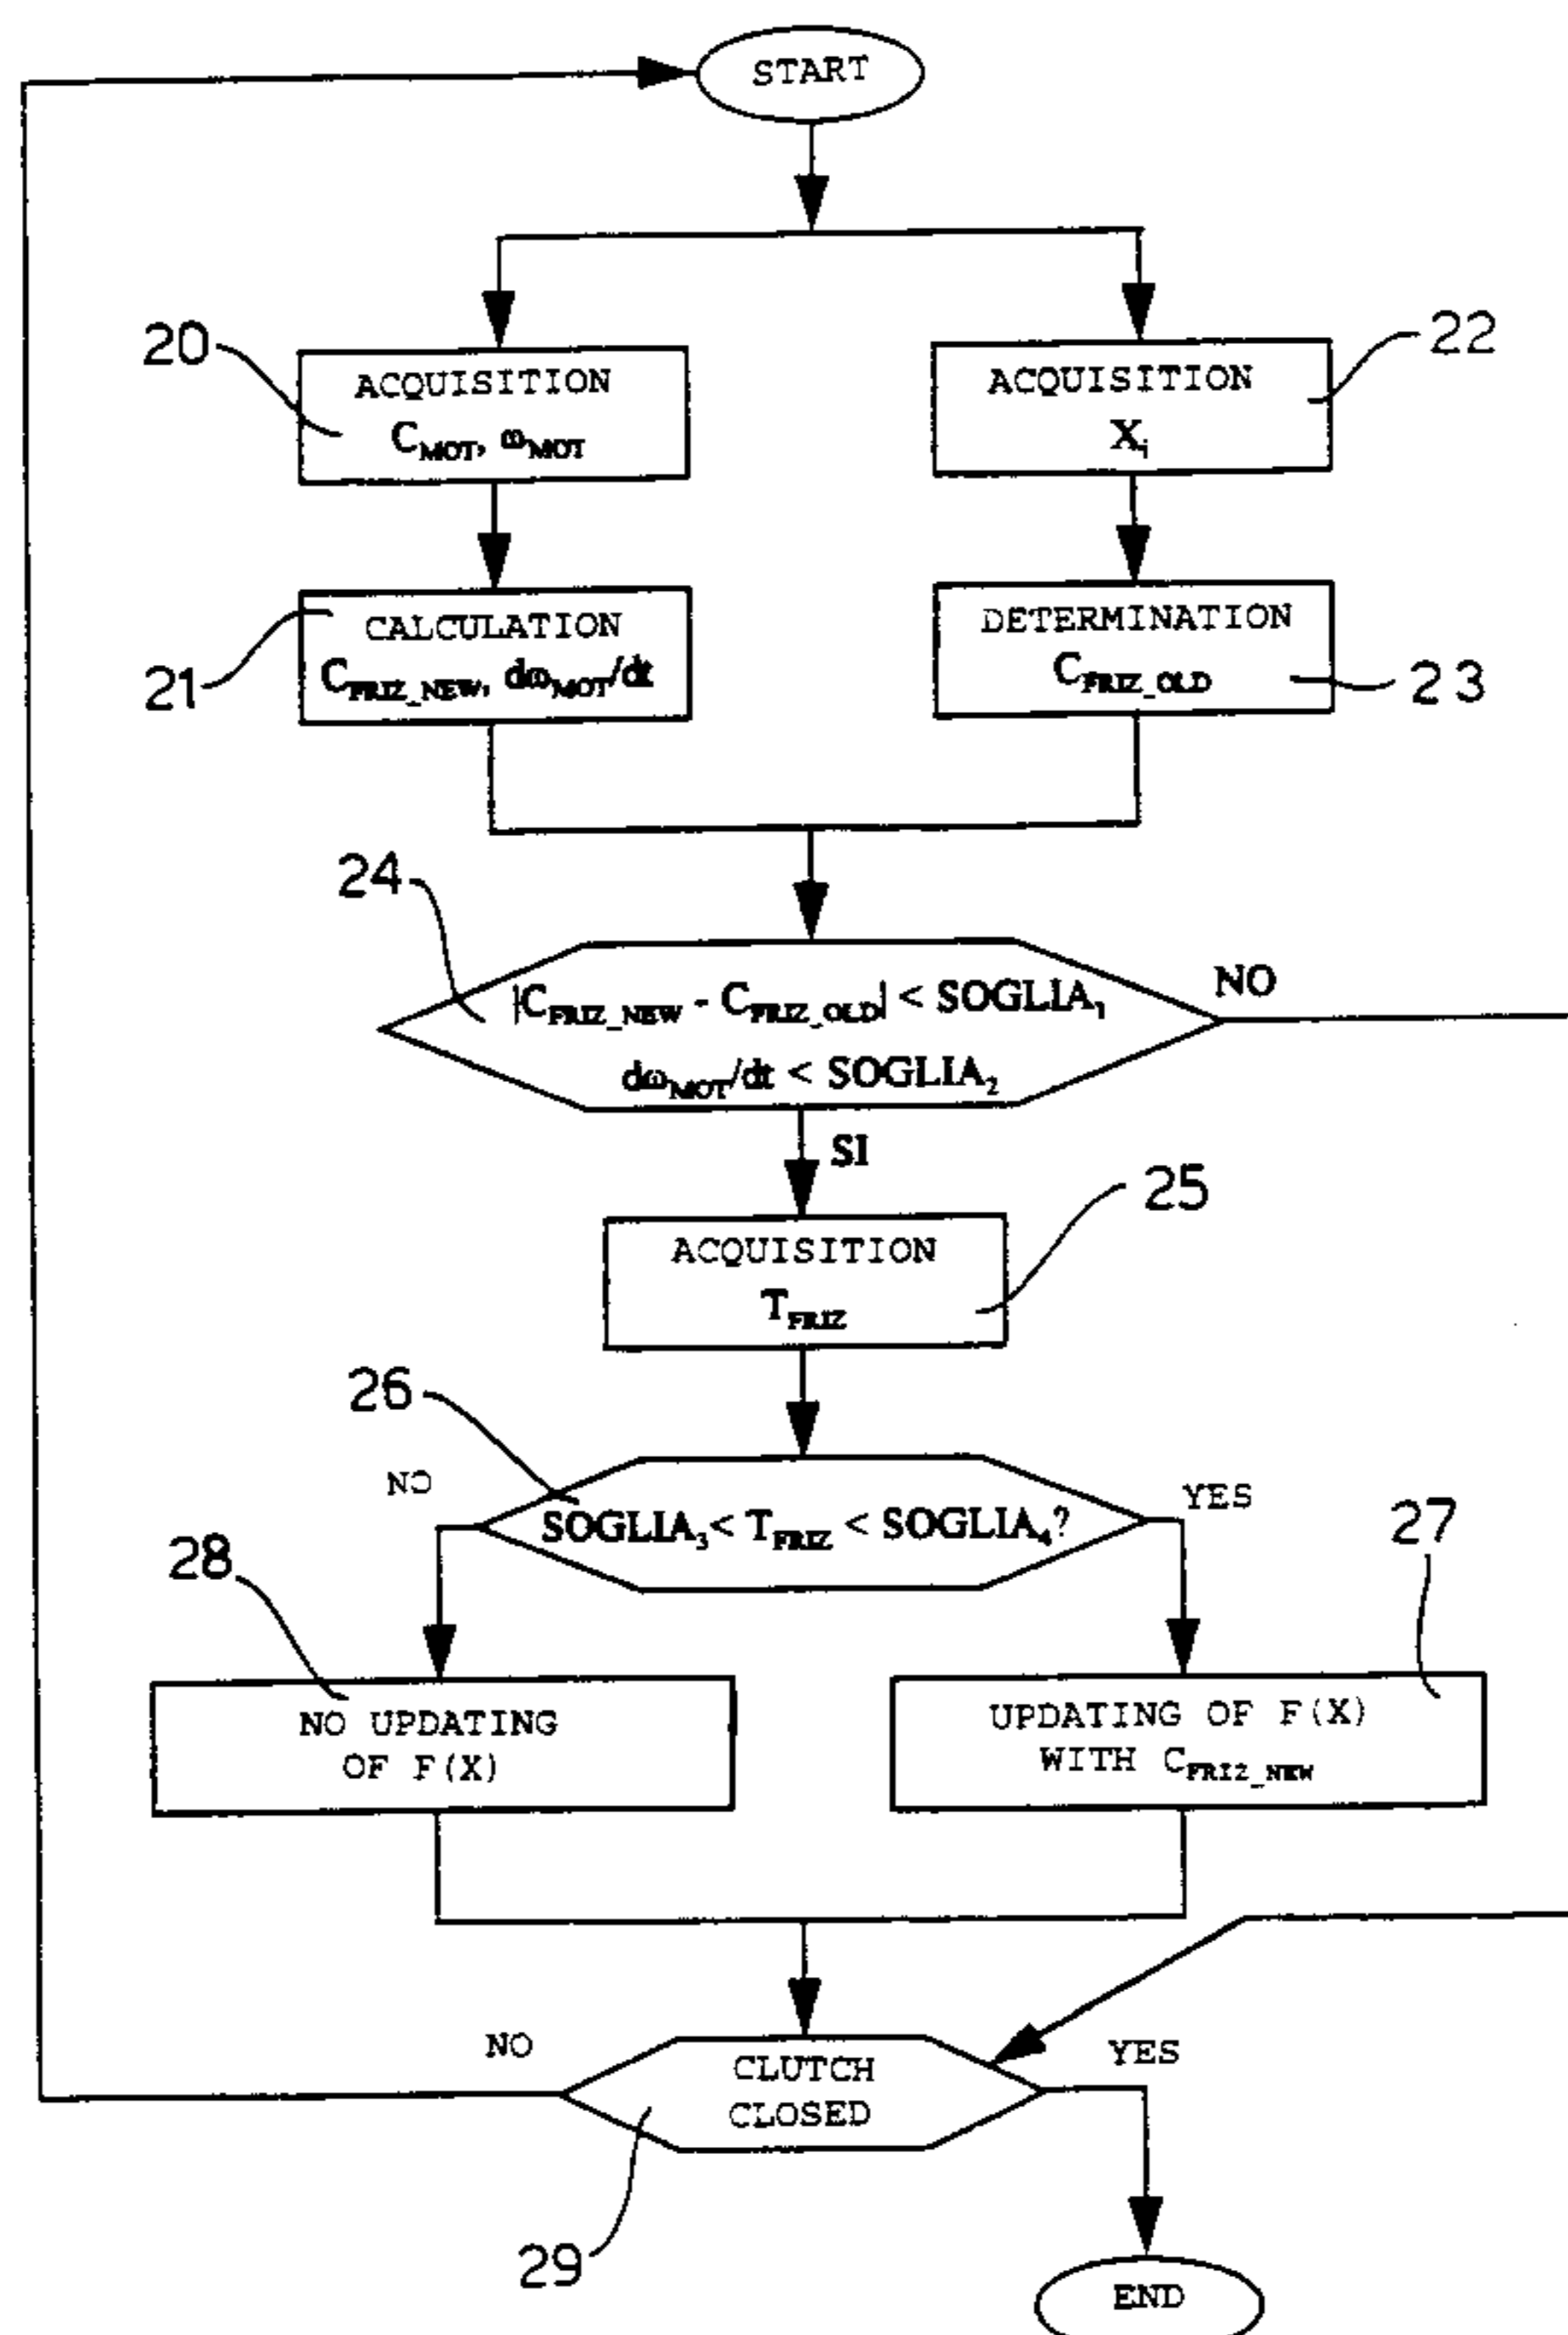 START
20
ACQUISITION
C_MOT, ω_MOT
22
ACQUISITION
X_i
21
CALCULATION
C_FRIZ_NEW, dω_MOT/dt
DETERMINATION
C_FRIZ_OLD
23
24
|C_FRIZ_NEW - C_FRIZ_OLD| < SOGLIA_1
dω_MOT/dt < SOGLIA_2
NO
SI
25
ACQUISITION
T_FRIZ
26
NO
SOGLIA_3 < T_FRIZ < SOGLIA_4?
YES
27
28
NO UPDATING
OF F(X)
UPDATING OF F(X)
WITH C_FRIZ_NEW
NO
CLUTCH
CLOSED
YES
29
END